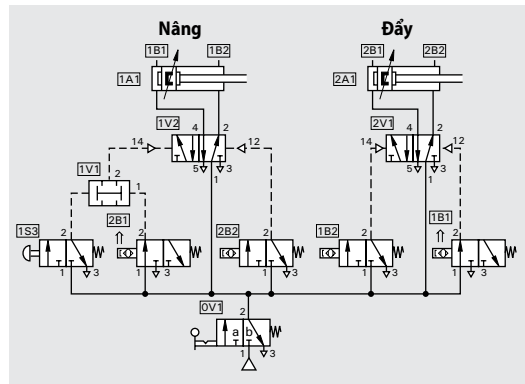 Nâng Đẩy
1B1 1B2 2B1 2B2
1A1 2A1
1V2 4 2 2V1 4 2
14 12 14 12
5 3 5 3
1V1 2 1 1
1 2B1 1B1
1S3 2 2 2B2 2 1B2 2 2
1 3 1 3 1 3 1 3 1 3
0V1 2
a b
1 3